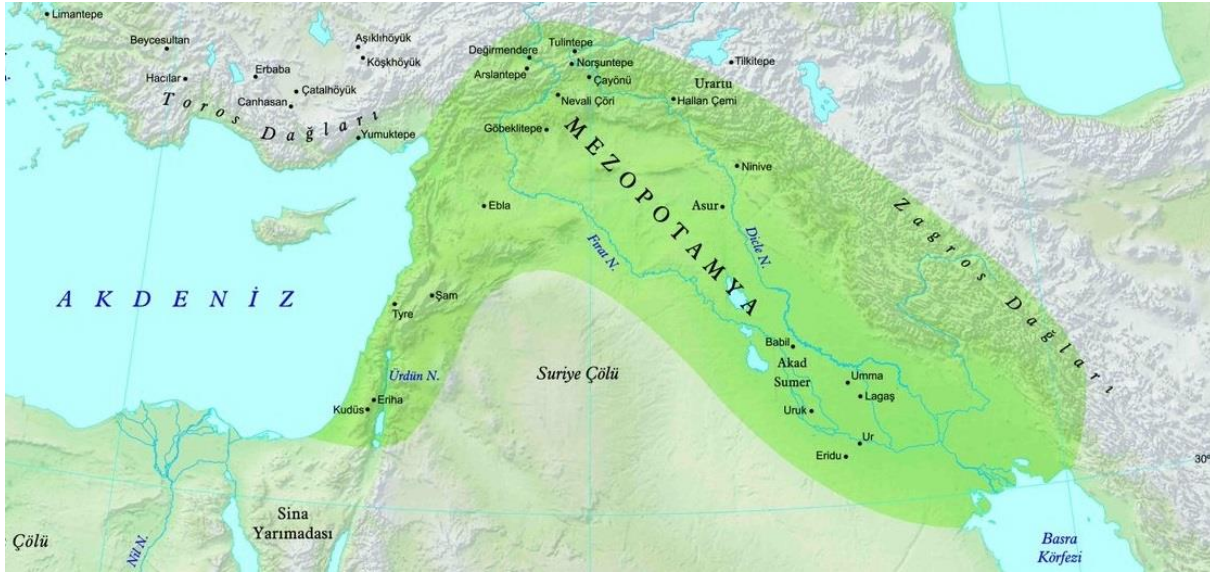 Limantepe
Beycesultan
Aşıklıhöyük
Köşkhöyük
Hacılar
Erbaba
Çatalhöyük
Canhasan
Toros Dağları
Yumuktepe
Değirmendere
Tulintepe
Arslantepe
Norşuntepe
Çayönü
Tilkitepe
Urartu
Nevali Çöri
Hallan Çemi
Göbeklitepe
MEZOPOTAMYA
Ninive
Ebla
Asur
Zagros Dağları
Fırat N.
Dicle N.
AKDENİZ
Şam
Tyre
Babil
Akad
Sumer
Suriye Çölü
Ürdün N.
Umma
Lagaş
Eriha
Kudüs
Uruk
Ur
Eridu
30º
Sina
Yarımadası
Çölü
Nil N.
Basra
Körfezi